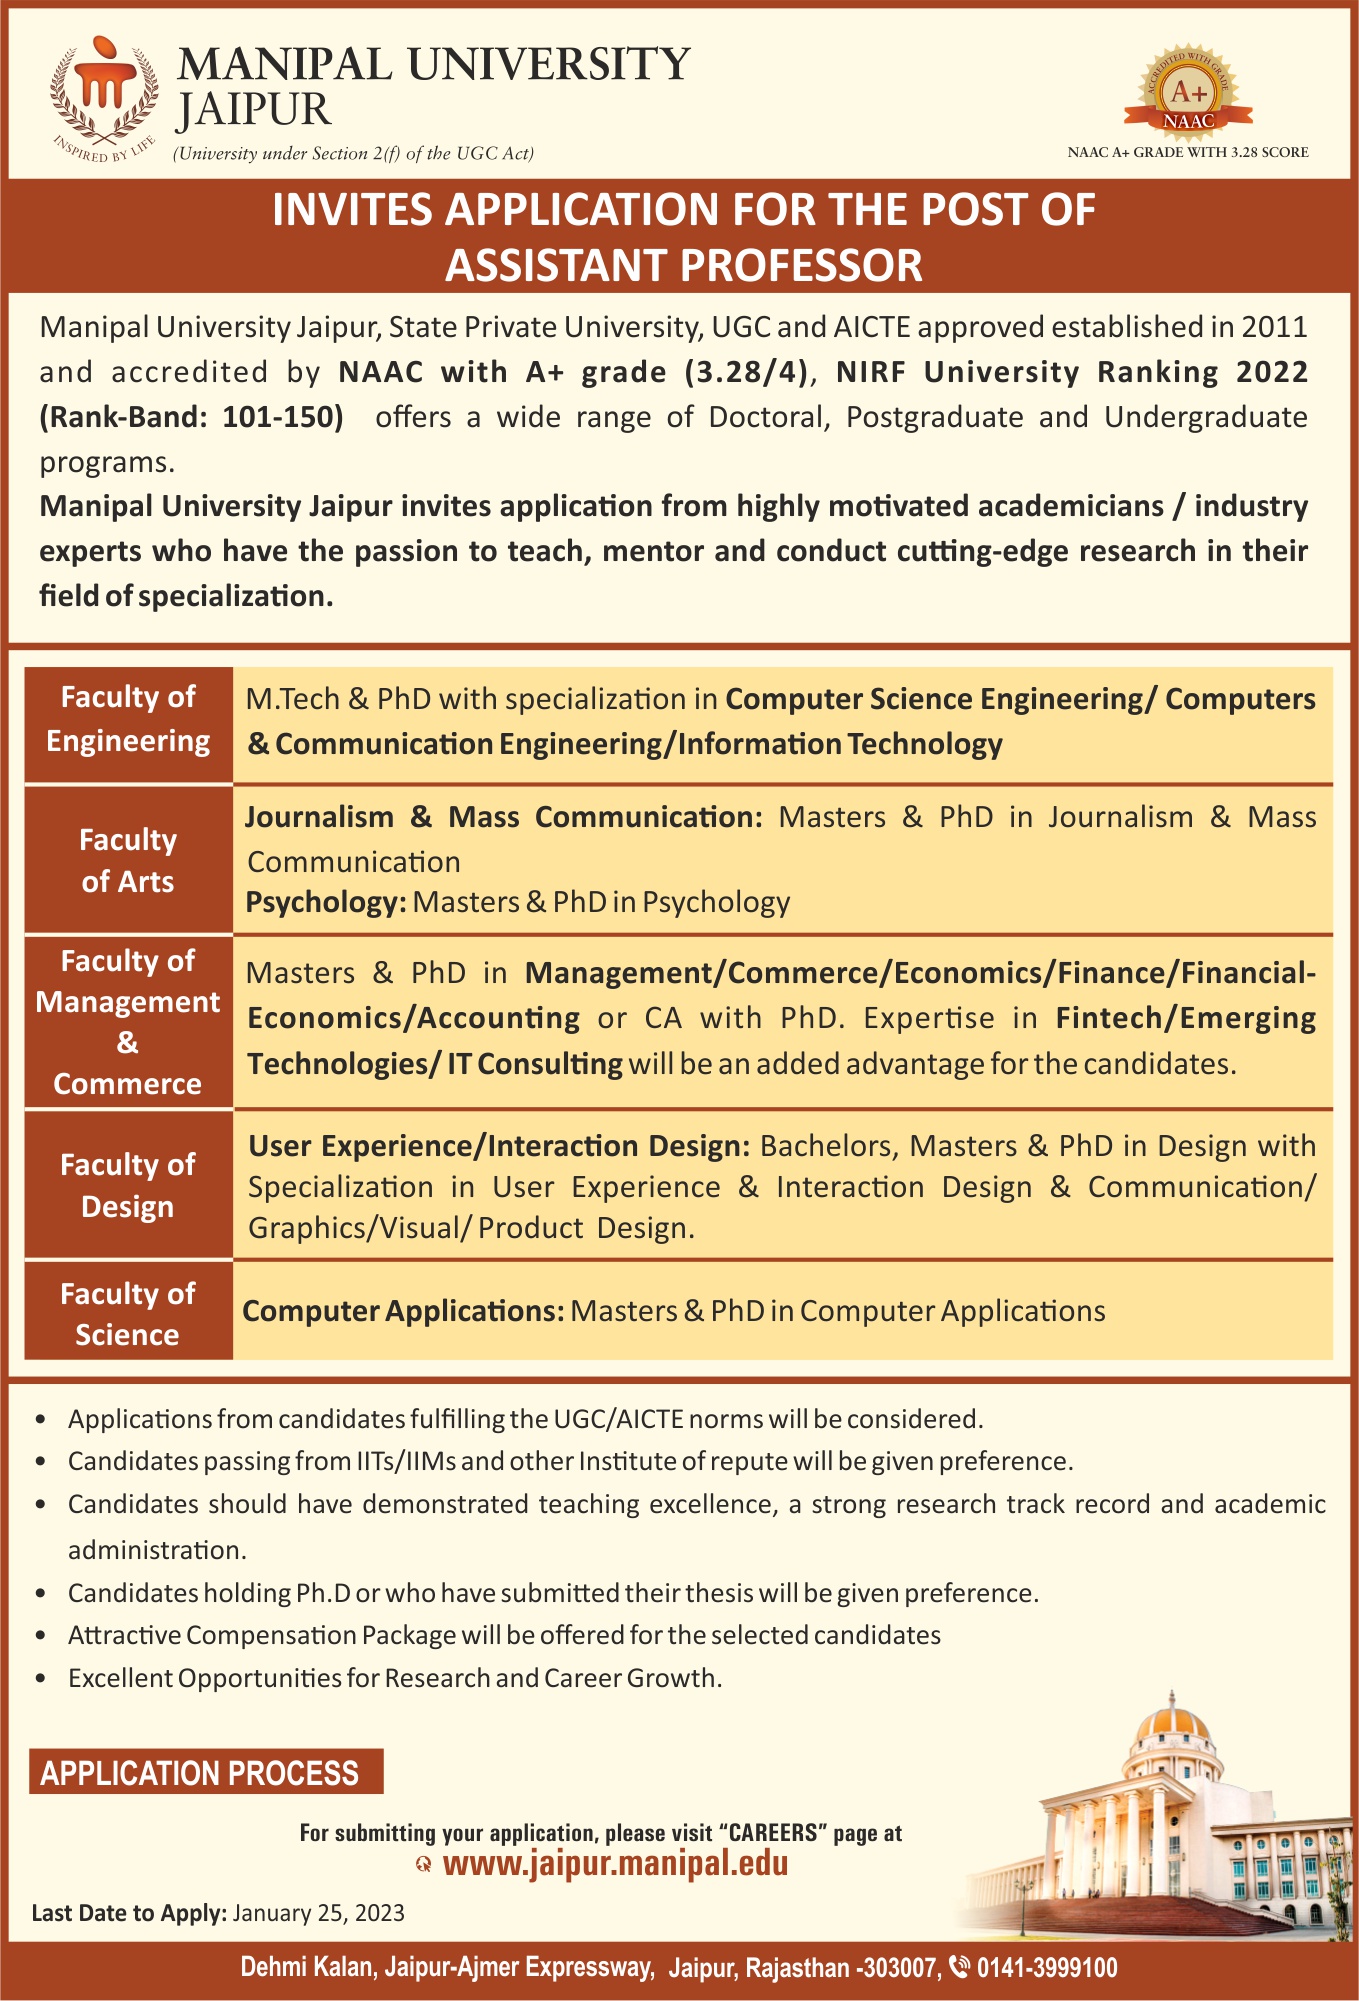 INSPIRED BY LIFE
MANIPAL UNIVERSITY
JAIPUR
(University under Section 2(f) of the UGC Act)
ACCREDITED WITH GRADE
A+
NAAC
NAAC A+ GRADE WITH 3.28 SCORE
INVITES APPLICATION FOR THE POST OF
ASSISTANT PROFESSOR
Manipal University Jaipur, State Private University, UGC and AICTE approved established in 2011
and accredited by NAAC with A+ grade (3.28/4), NIRF University Ranking 2022
(Rank-Band: 101-150) offers a wide range of Doctoral, Postgraduate and Undergraduate
programs.
Manipal University Jaipur invites application from highly motivated academicians / industry
experts who have the passion to teach, mentor and conduct cutting-edge research in their
field of specialization.
Faculty of
Engineering
M.Tech & PhD with specialization in Computer Science Engineering/ Computers
& Communication Engineering/Information Technology
Faculty
of Arts
Journalism & Mass Communication: Masters & PhD in Journalism & Mass
Communication
Psychology: Masters & PhD in Psychology
Faculty of
Management
&
Commerce
Masters & PhD in Management/Commerce/Economics/Finance/Financial-
Economics/Accounting or CA with PhD. Expertise in Fintech/Emerging
Technologies/ IT Consulting will be an added advantage for the candidates.
Faculty of
Design
User Experience/Interaction Design: Bachelors, Masters & PhD in Design with
Specialization in User Experience & Interaction Design & Communication/
Graphics/Visual/ Product Design.
Faculty of
Science
Computer Applications: Masters & PhD in Computer Applications
• Applications from candidates fulfilling the UGC/AICTE norms will be considered.
• Candidates passing from IITs/IIMs and other Institute of repute will be given preference.
• Candidates should have demonstrated teaching excellence, a strong research track record and academic
administration.
• Candidates holding Ph.D or who have submitted their thesis will be given preference.
• Attractive Compensation Package will be offered for the selected candidates
• Excellent Opportunities for Research and Career Growth.
APPLICATION PROCESS
For submitting your application, please visit “CAREERS” page at
www.jaipur.manipal.edu
Last Date to Apply: January 25, 2023
Dehmi Kalan, Jaipur-Ajmer Expressway, Jaipur, Rajasthan -303007, 0141-3999100